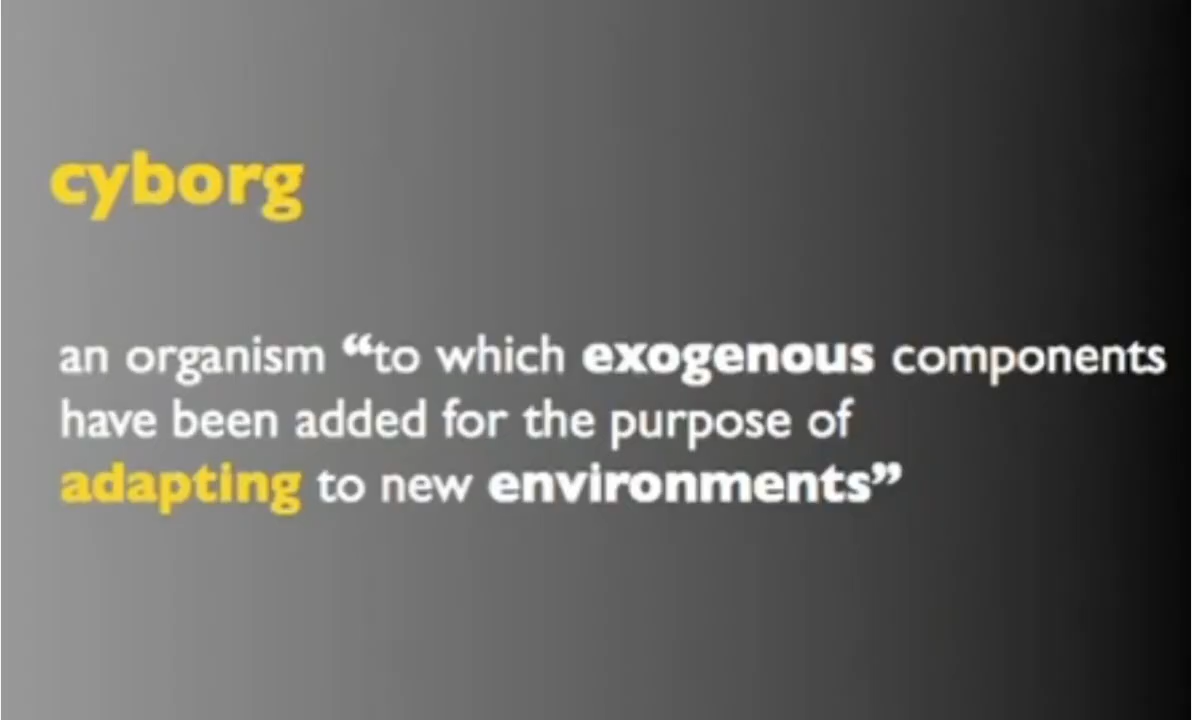 cyborg
an organism “to which exogenous components
have been added for the purpose of
adapting to new environments”